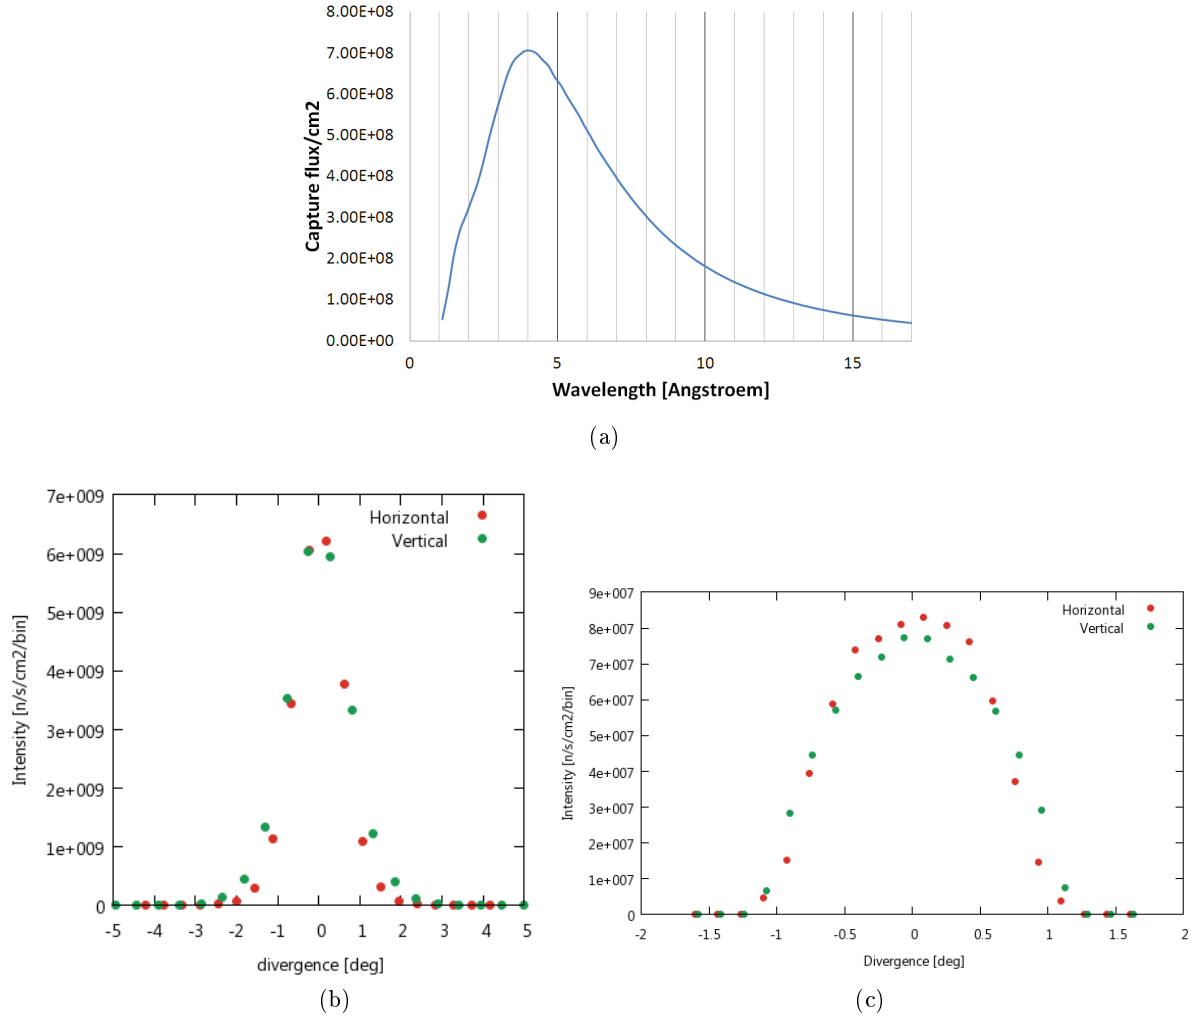 8.00E+08
7.00E+08
6.00E+08
5.00E+08
4.00E+08
3.00E+08
2.00E+08
1.00E+08
0.00E+00
Capture flux/cm2
0 5 10 15
Wavelength [Angstroem]
(a)
7e+009
6e+009
5e+009
4e+009
3e+009
2e+009
1e+009
0
Intensity [n/s/cm2/bin]
Horizontal
Vertical
-5 -4 -3 -2 -1 0 1 2 3 4 5
divergence [deg]
(b)
9e+007
8e+007
7e+007
6e+007
5e+007
4e+007
3e+007
2e+007
1e+007
0
Intensity [n/s/cm2/bin]
Horizontal
Vertical
-2 -1.5 -1 -0.5 0 0.5 1 1.5 2
Divergence [deg]
(c)